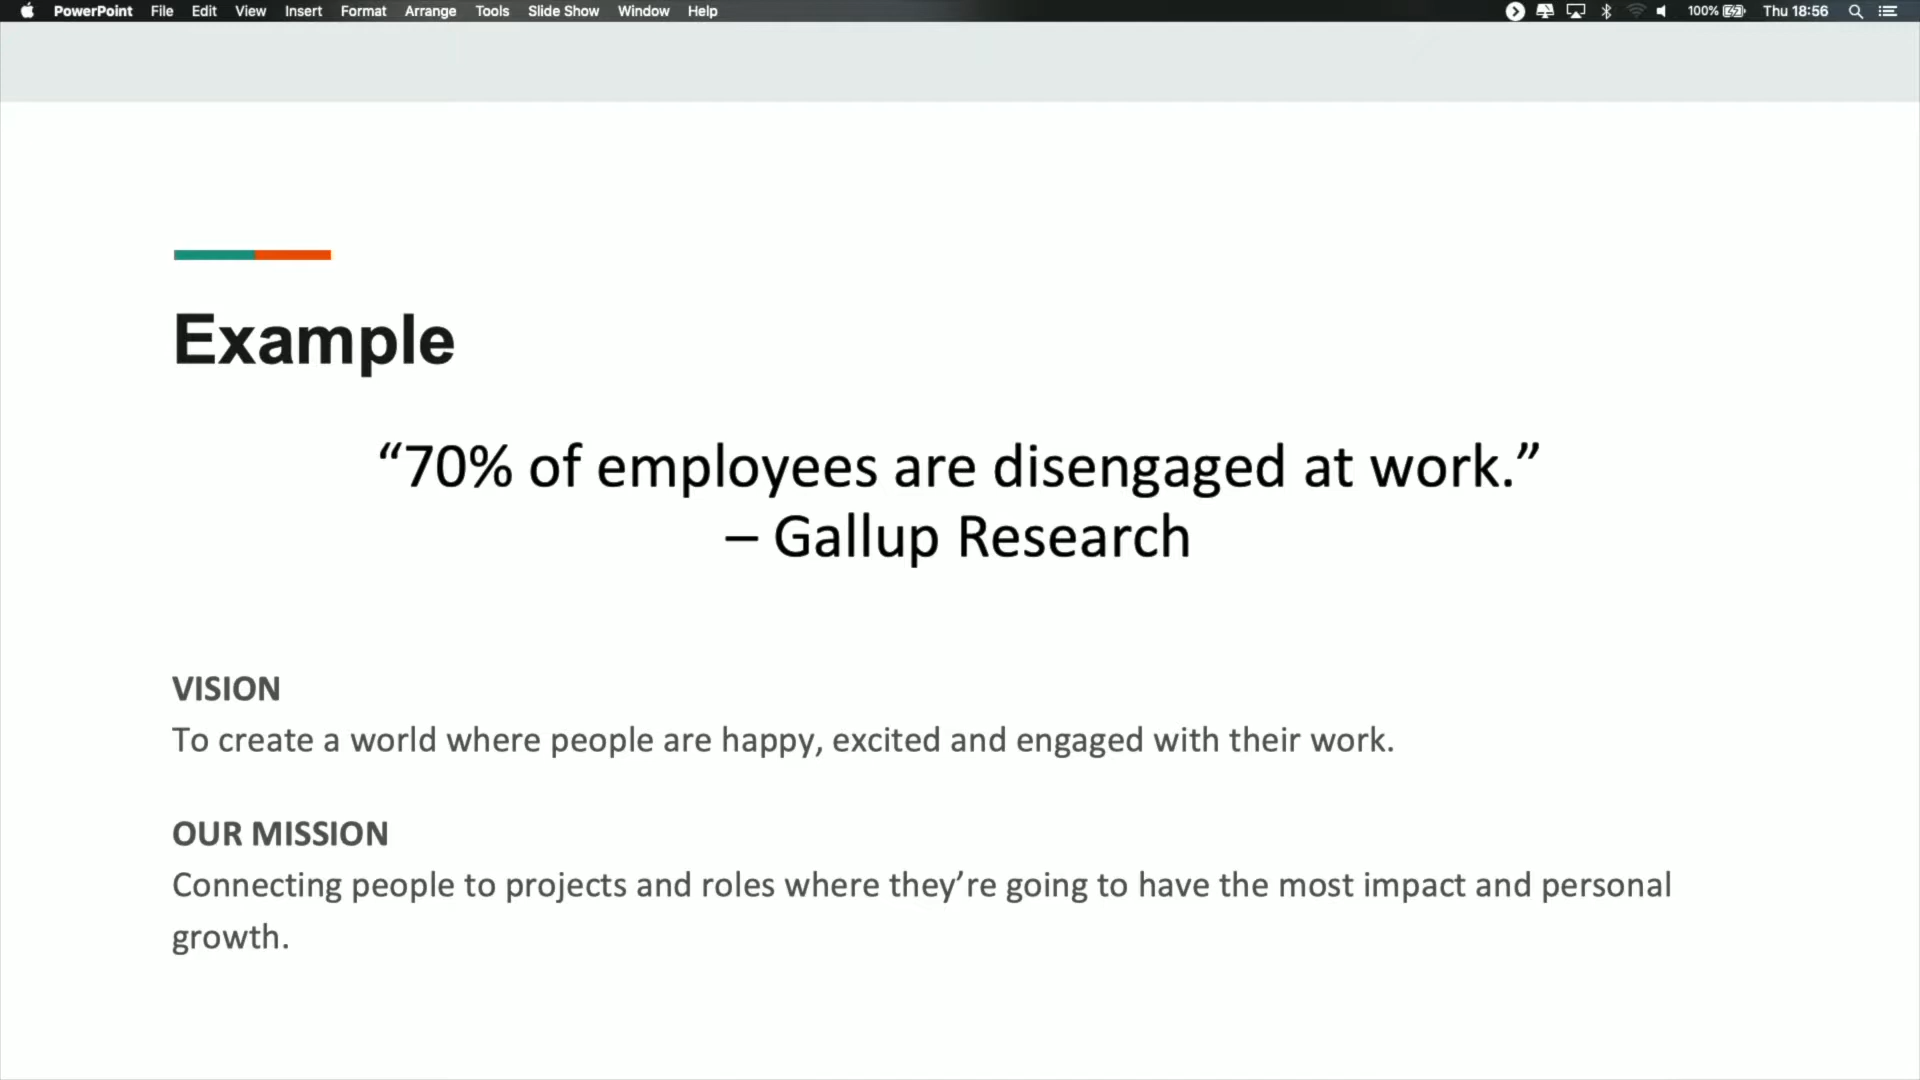 PowerPoint File Edit View Insert Format Arrange Tools Slide Show Window Help 100% Thu 18:56
Example
“70% of employees are disengaged at work.”
– Gallup Research
VISION
To create a world where people are happy, excited and engaged with their work.
OUR MISSION
Connecting people to projects and roles where they’re going to have the most impact and personal
growth.